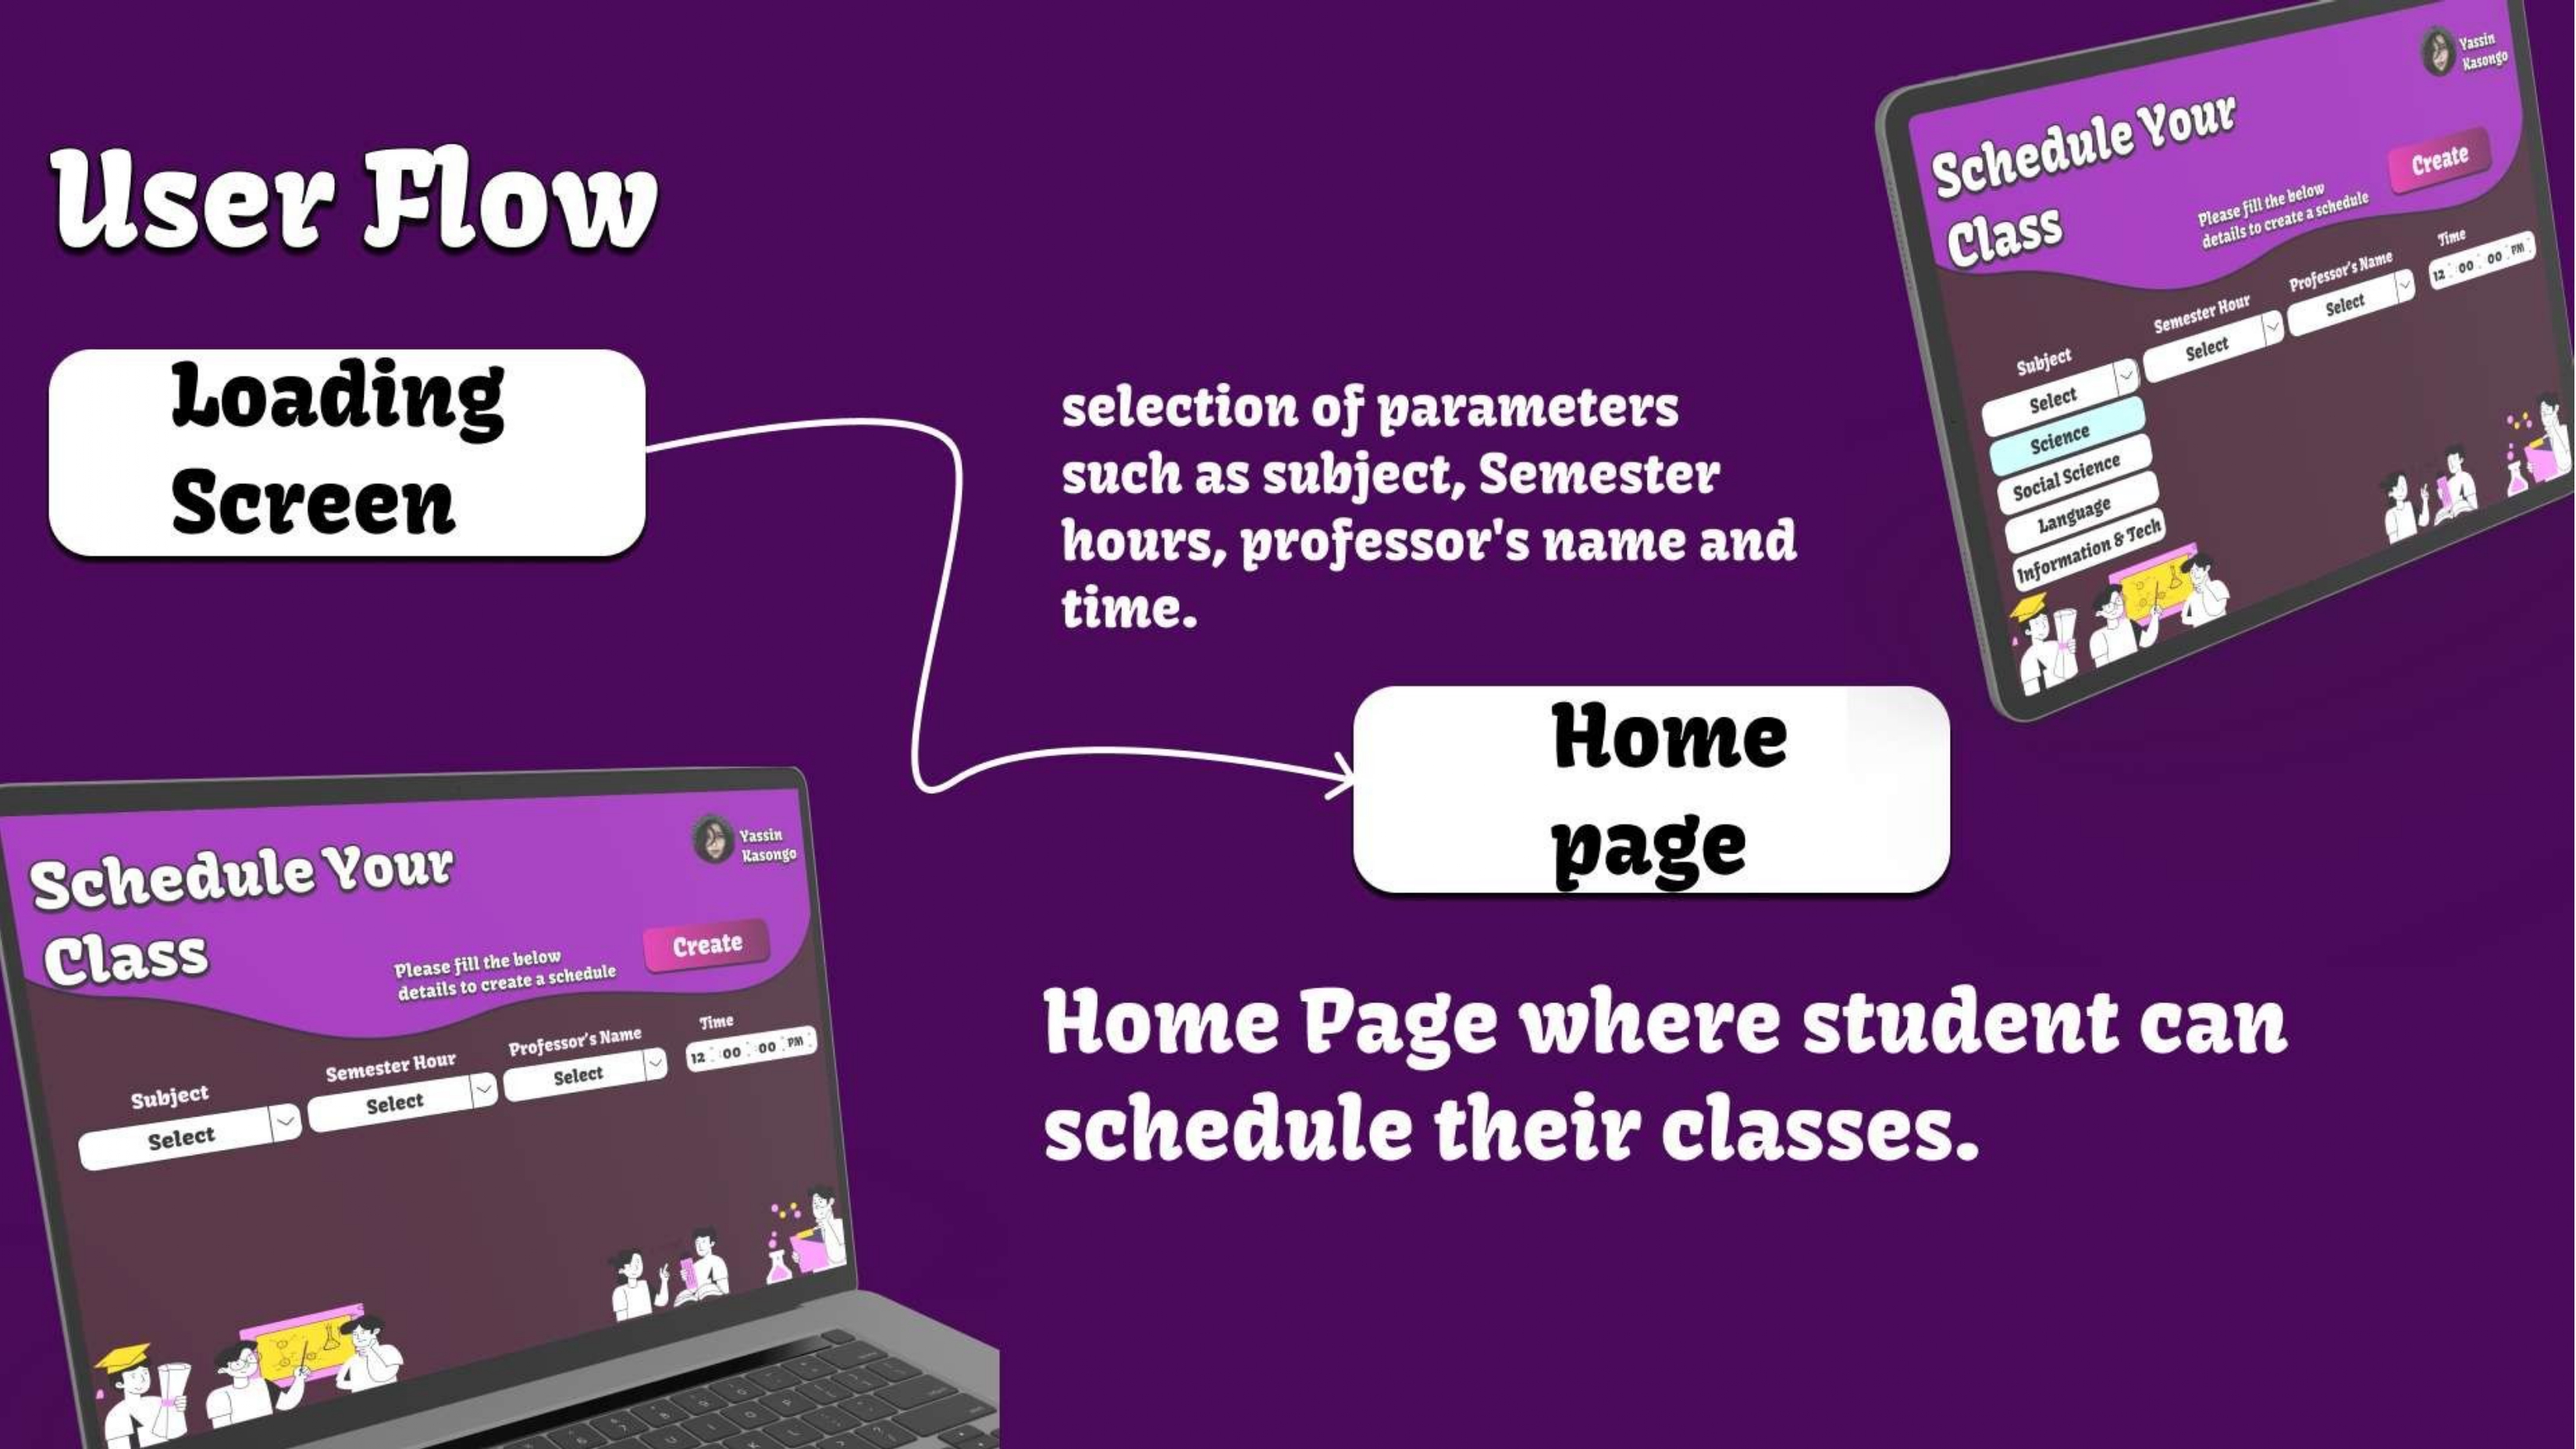 User Flow
Loading
Screen
selection of parameters
such as subject, Semester
hours, professor's name and
time.
Home
page
Home Page where student can
schedule their classes.
Yassin
Kasongo
Schedule Your
Class
Create
Please fill the below
details to create a schedule
Subject
Semester Hour
Professor's Name
Time
Select
Select
Select
12 : 00 : 00 PM
Science
Social Science
Language
Information & Tech
Yassin
Kasongo
Schedule Your
Class
Create
Please fill the below
details to create a schedule
Subject
Semester Hour
Professor's Name
Time
Select
Select
Select
12 : 00 : 00 PM